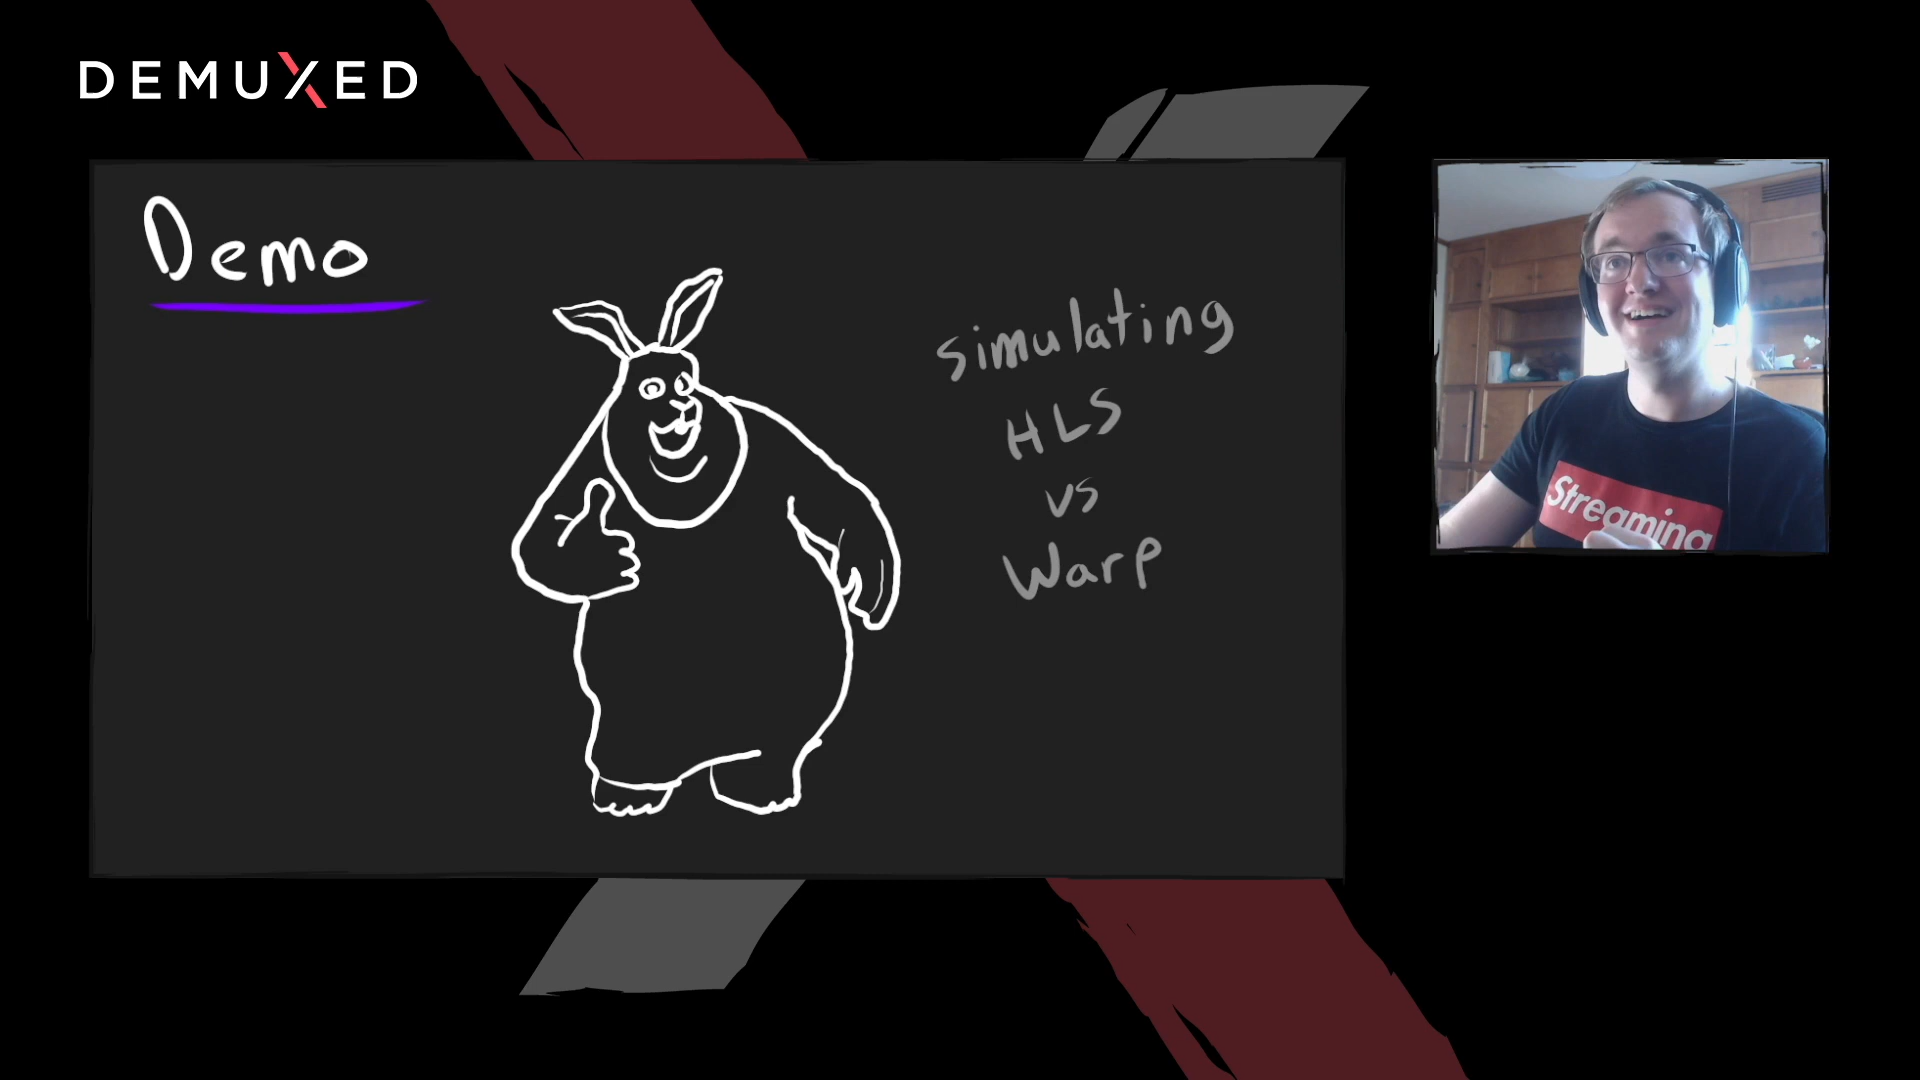 DEMUXED
Demo
simulating
HLS
vs
Warp
Streaming